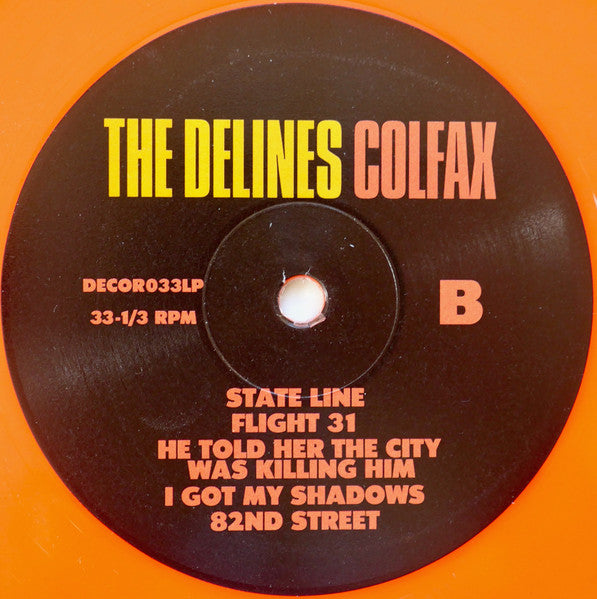 THE DELINES COLFAX
DECOR033LP
33-1/3 RPM
B
STATE LINE
FLIGHT 31
HE TOLD HER THE CITY
WAS KILLING HIM
I GOT MY SHADOWS
82ND STREET